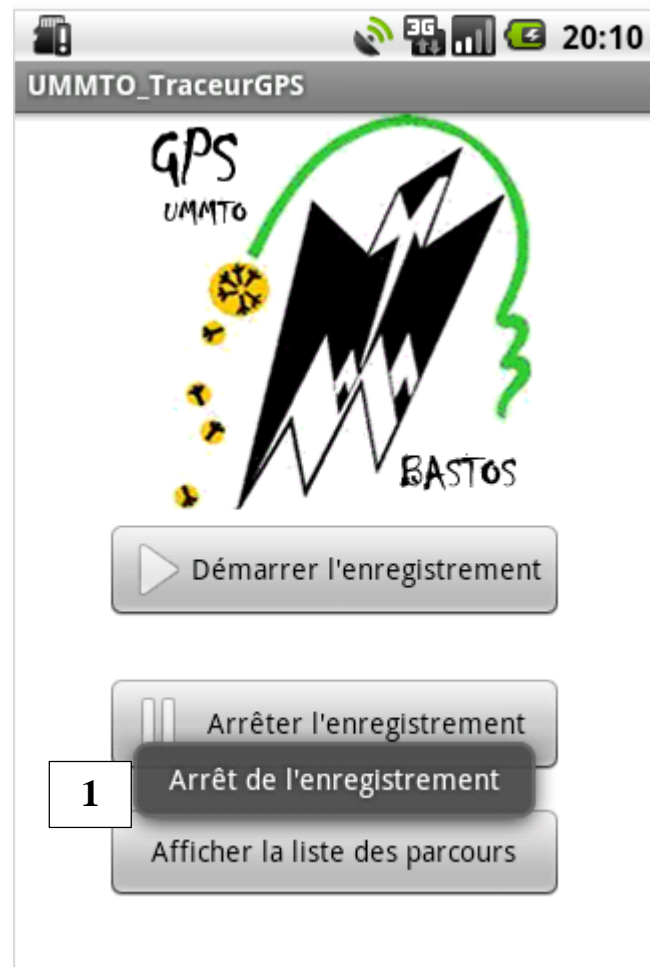 3G 20:10
UMMTO_TraceurGPS
GPS
UMMTO
BASTOS
Démarrer l'enregistrement
Arrêter l'enregistrement
1 Arrêt de l'enregistrement
Afficher la liste des parcours